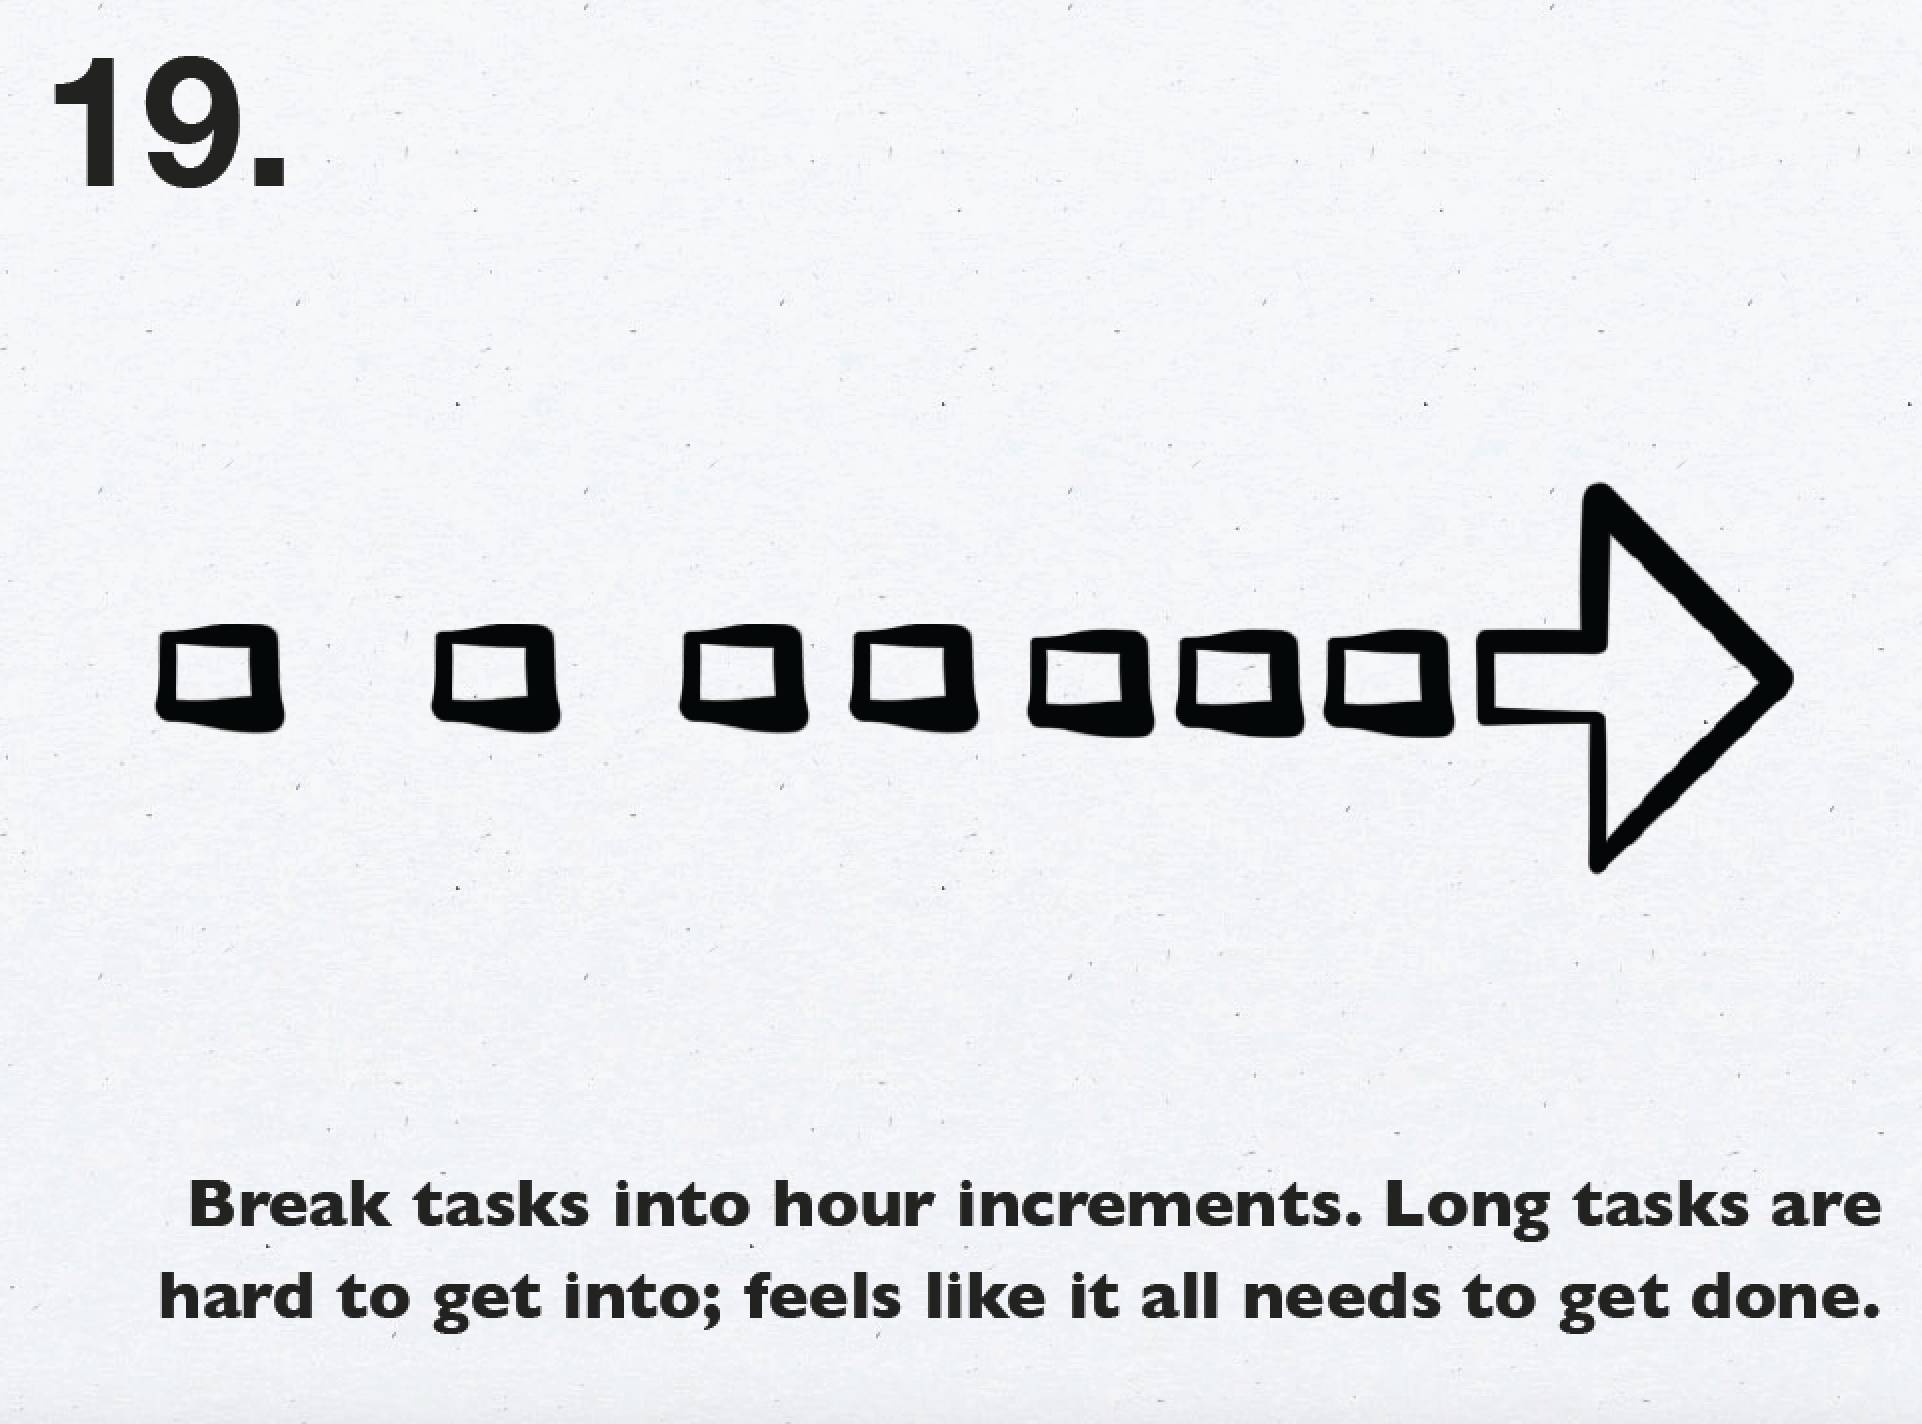 19.
Break tasks into hour increments. Long tasks are
hard to get into; feels like it all needs to get done.